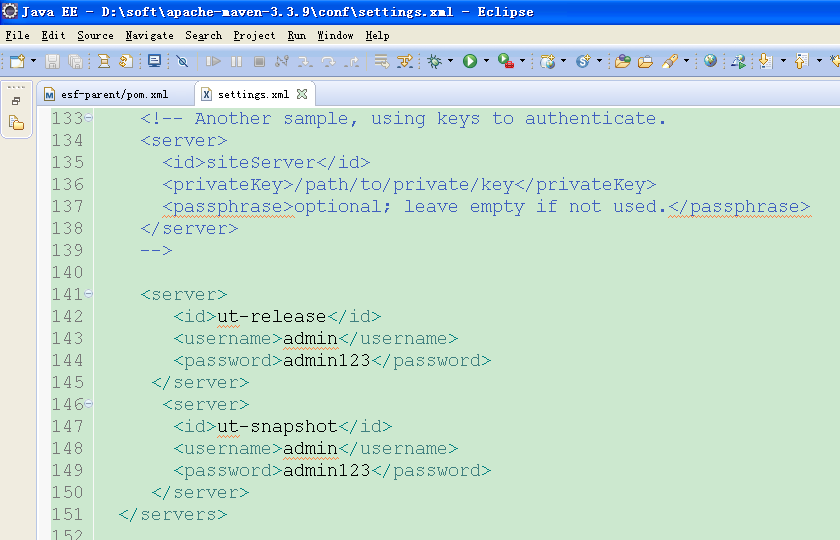 Java EE - D:\soft\apache-maven-3.3.9\conf\settings.xml - Eclipse
File Edit Source Navigate Search Project Run Window Help
esf-parent/pom.xml settings.xml
133 <!-- Another sample, using keys to authenticate.
134 <server>
135 <id>siteServer</id>
136 <privateKey>/path/to/private/key</privateKey>
137 <passphrase>optional; leave empty if not used.</passphrase>
138 </server>
139 -->
140
141 <server>
142 <id>ut-release</id>
143 <username>admin</username>
144 <password>admin123</password>
145 </server>
146 <server>
147 <id>ut-snapshot</id>
148 <username>admin</username>
149 <password>admin123</password>
150 </server>
151 </servers>
152